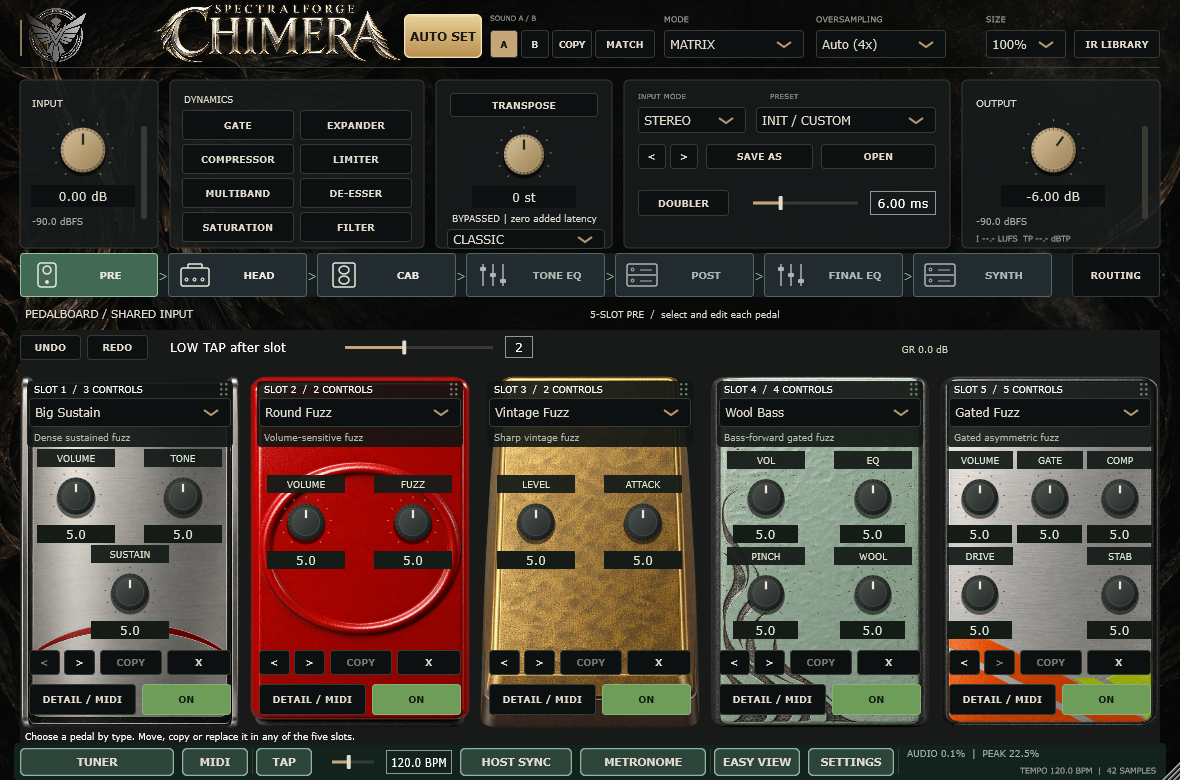 SPECTRALFORGE
CHIMERA
AUTO SET
SOUND A / B
A
B
COPY
MATCH
MODE
MATRIX
OVERSAMPLING
Auto (4x)
SIZE
100%
IR LIBRARY
INPUT
0.00 dB
-90.0 dBFS
DYNAMICS
GATE
EXPANDER
COMPRESSOR
LIMITER
MULTIBAND
DE-ESSER
SATURATION
FILTER
TRANSPOSE
0 st
BYPASSED | zero added latency
CLASSIC
INPUT MODE
PRESET
STEREO
INIT / CUSTOM
<
>
SAVE AS
OPEN
DOUBLER
6.00 ms
OUTPUT
-6.00 dB
-90.0 dBFS
I --.- LUFS TP --.- dBTP
PRE
>
HEAD
>
CAB
>
TONE EQ
>
POST
>
FINAL EQ
>
SYNTH
ROUTING
PEDALBOARD / SHARED INPUT
5-SLOT PRE / select and edit each pedal
UNDO
REDO
LOW TAP after slot
2
GR 0.0 dB
SLOT 1 / 3 CONTROLS
Big Sustain
Dense sustained fuzz
VOLUME
TONE
5.0
5.0
SUSTAIN
5.0
<
>
COPY
X
DETAIL / MIDI
ON
SLOT 2 / 2 CONTROLS
Round Fuzz
Volume-sensitive fuzz
VOLUME
FUZZ
5.0
5.0
<
>
COPY
X
DETAIL / MIDI
ON
SLOT 3 / 2 CONTROLS
Vintage Fuzz
Sharp vintage fuzz
LEVEL
ATTACK
5.0
5.0
<
>
COPY
X
DETAIL / MIDI
ON
SLOT 4 / 4 CONTROLS
Wool Bass
Bass-forward gated fuzz
VOL
EQ
5.0
5.0
PINCH
WOOL
5.0
5.0
<
>
COPY
X
DETAIL / MIDI
ON
SLOT 5 / 5 CONTROLS
Gated Fuzz
Gated asymmetric fuzz
VOLUME
GATE
COMP
5.0
5.0
5.0
DRIVE
STAB
5.0
5.0
<
>
COPY
X
DETAIL / MIDI
ON
Choose a pedal by type. Move, copy or replace it in any of the five slots.
TUNER
MIDI
TAP
120.0 BPM
HOST SYNC
METRONOME
EASY VIEW
SETTINGS
AUDIO 0.1% | PEAK 22.5%
TEMPO 120.0 BPM | 42 SAMPLES